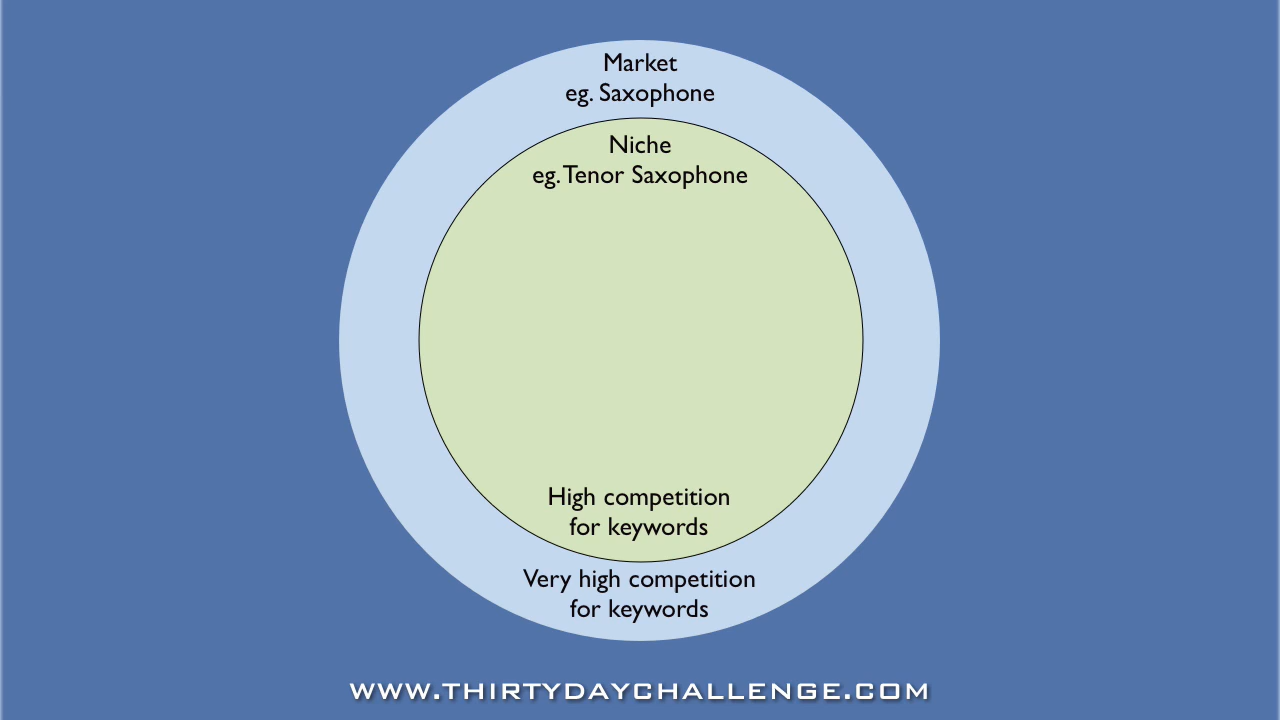 Market
eg. Saxophone
Niche
eg. Tenor Saxophone
High competition
for keywords
Very high competition
for keywords
WWW.THIRTYDAYCHALLENGE.COM